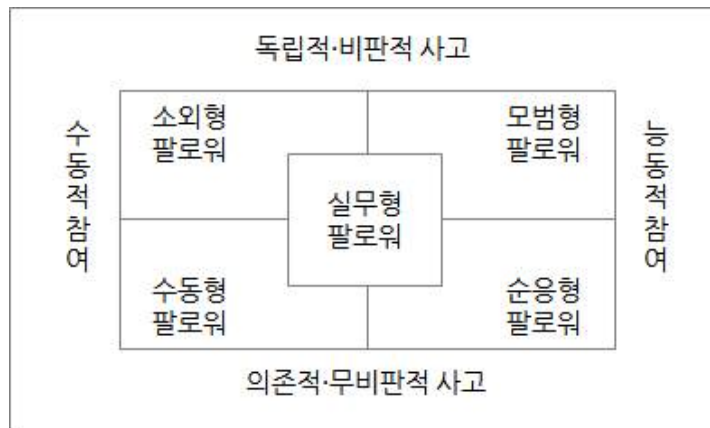 독립적·비판적 사고
수동적참여
소외형
팔로워
모범형
팔로워
능동적참여
실무형
팔로워
수동형
팔로워
순응형
팔로워
의존적·무비판적 사고